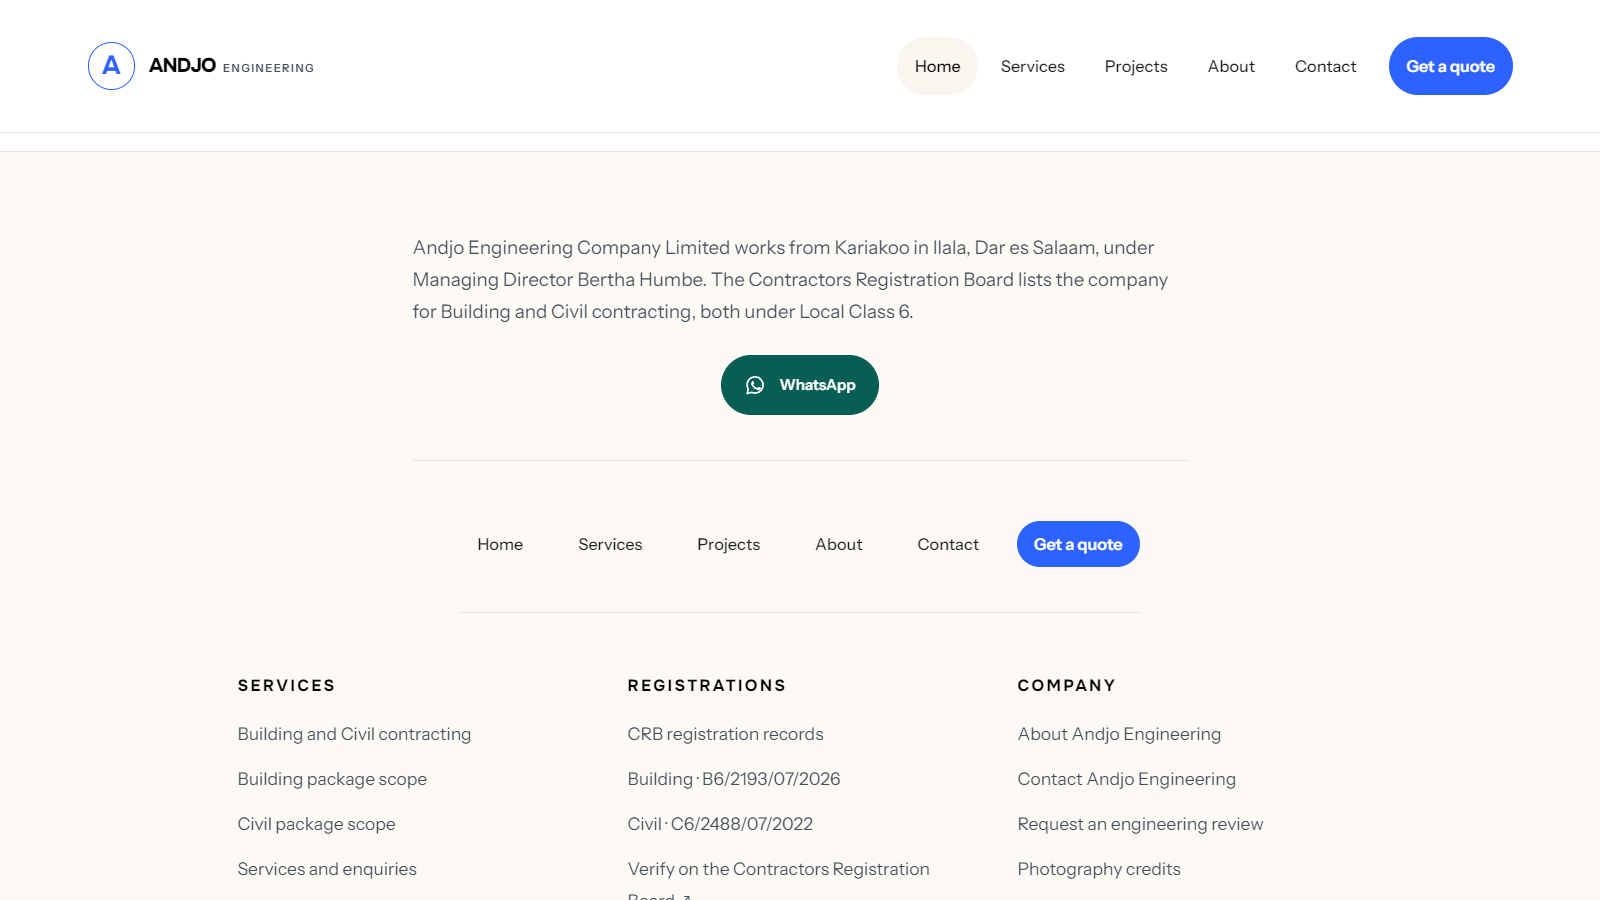 A ANDJO ENGINEERING
Home Services Projects About Contact Get a quote
Andjo Engineering Company Limited works from Kariakoo in Ilala, Dar es Salaam, under
Managing Director Bertha Humbe. The Contractors Registration Board lists the company
for Building and Civil contracting, both under Local Class 6.
WhatsApp
Home Services Projects About Contact Get a quote
SERVICES
Building and Civil contracting
Building package scope
Civil package scope
Services and enquiries
REGISTRATIONS
CRB registration records
Building · B6/2193/07/2026
Civil · C6/2488/07/2022
Verify on the Contractors Registration
Board ↗
COMPANY
About Andjo Engineering
Contact Andjo Engineering
Request an engineering review
Photography credits